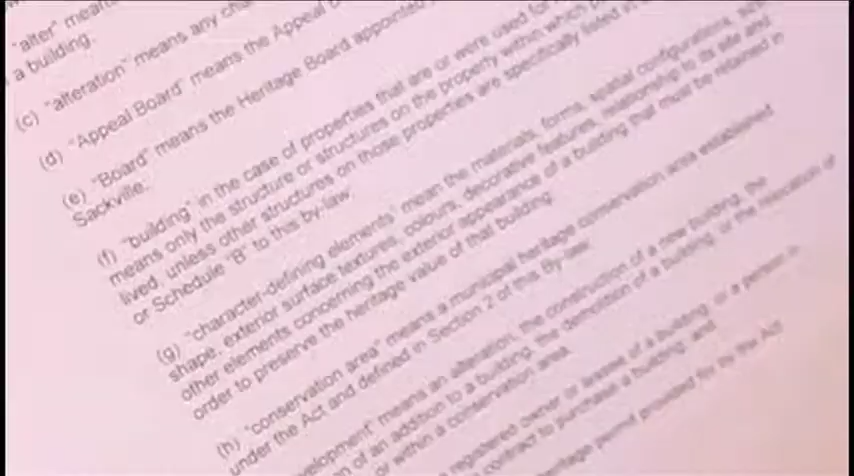 "alter" means
a building.
(c) "alteration" means any
(d) "Appeal Board" means the Appeal
(e) "Board" means the Heritage Board appointed
Sackville.
(f) "building" in the case of properties that are or were used for
means only the structure or structures on the property within which
lived, unless other structures on those properties are specifically listed in
or Schedule "B" to this by-law.
(g) "character-defining elements" mean the materials, forms, spatial configurations,
shape, exterior surface textures, colours, decorative features, relationship to its site and
other elements concerning the exterior appearance of a building that must be retained in
order to preserve the heritage value of that building.
(h) "conservation area" means a municipal heritage conservation area established
under the Act and defined in Section 2 of this By-law.
means an alteration, the construction of a new building, the
of an addition to a building, the demolition of a building, or the relocation of
or within a conservation area.
registered owner or lessee of a building, or a person in
contract to purchase a building; and
permit provided for by the Act